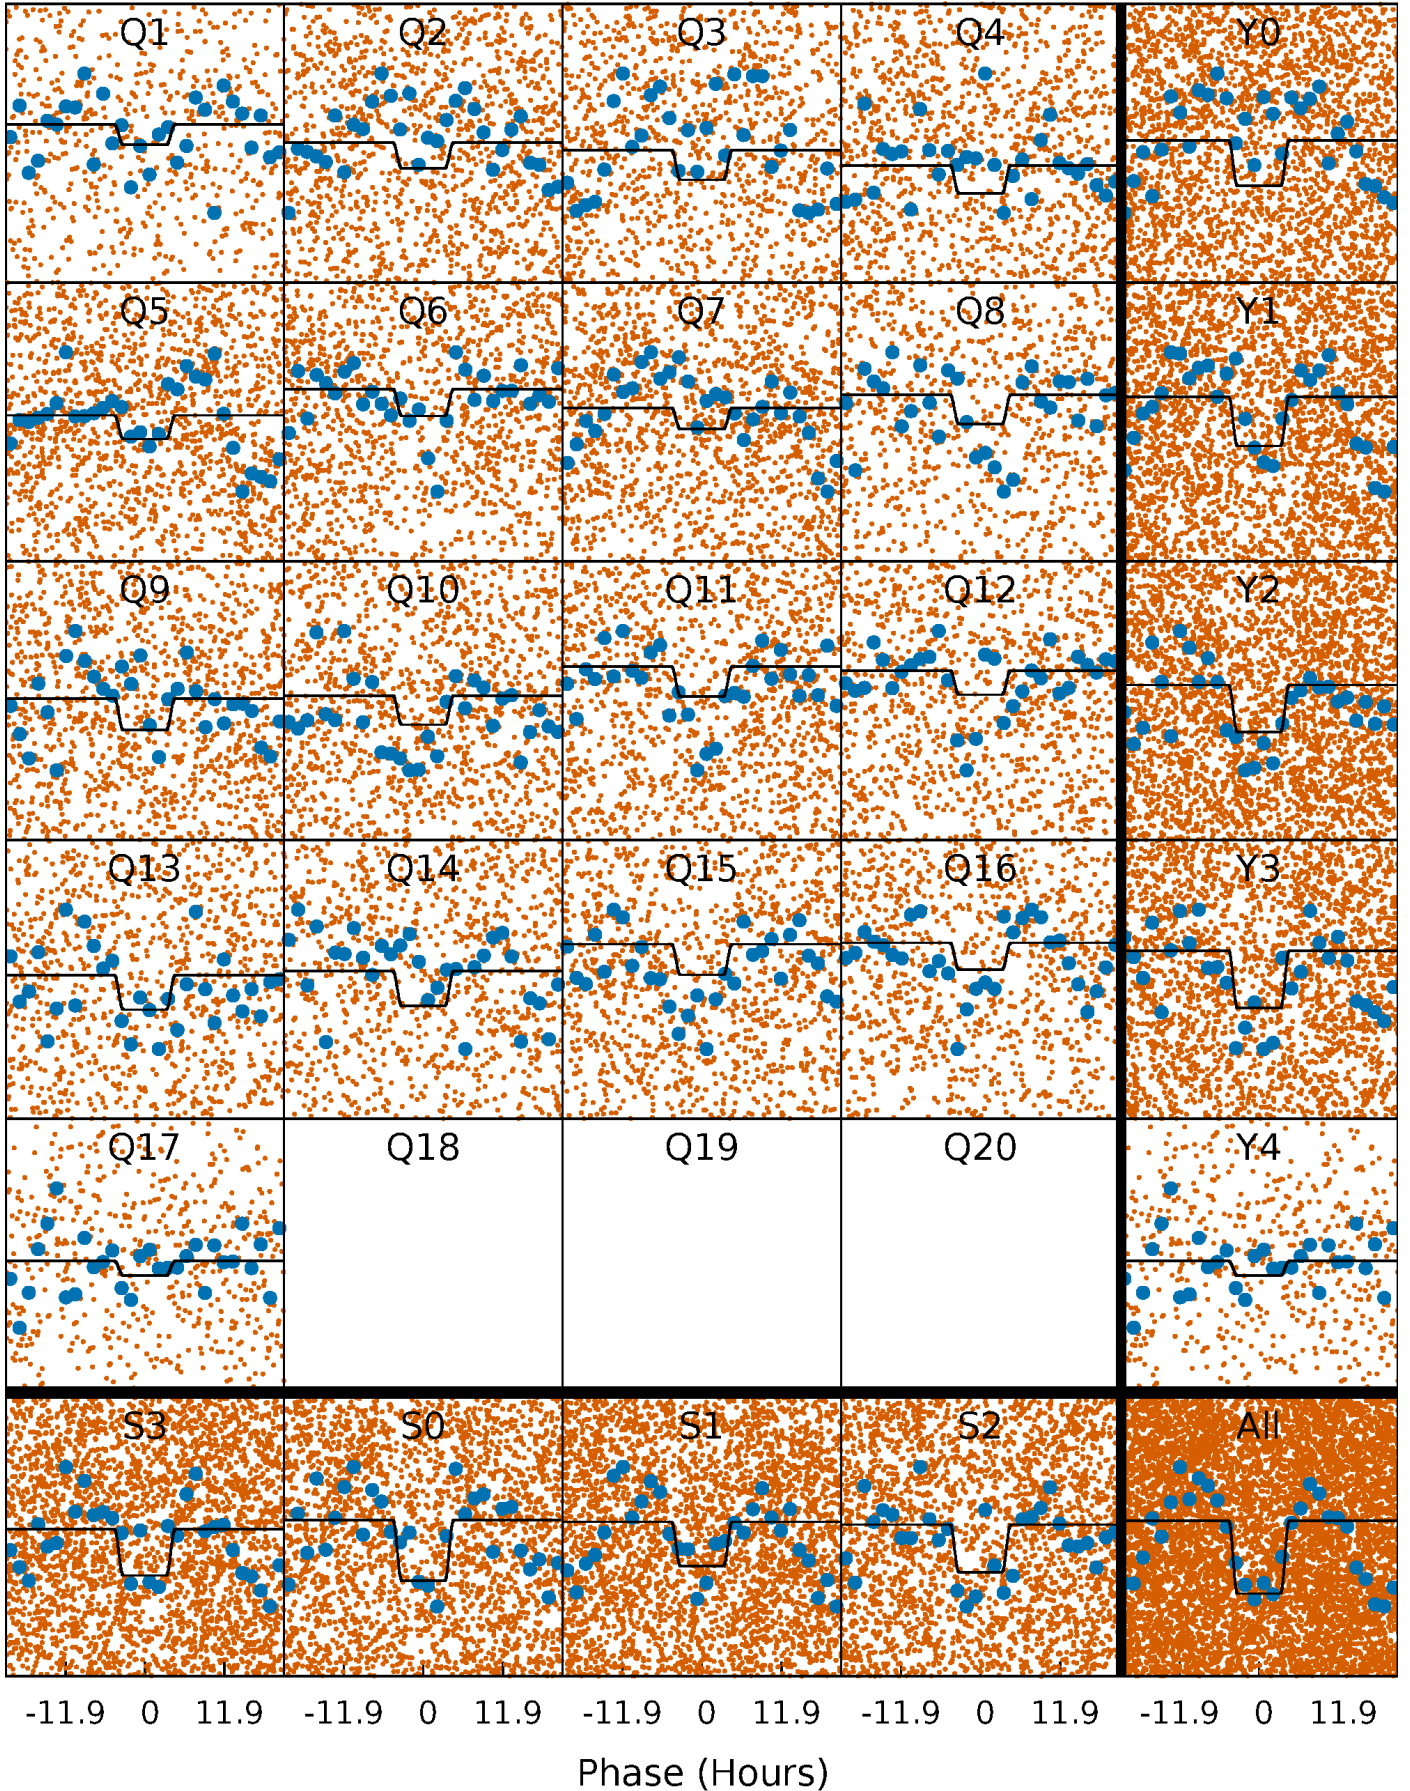 Q1 Q2 Q3 Q4 Y0
Q5 Q6 Q7 Q8 Y1
Q9 Q10 Q11 Q12 Y2
Q13 Q14 Q15 Q16 Y3
Q17 Q18 Q19 Q20 Y4
S3 S0 S1 S2 All
-11.9 0 11.9 -11.9 0 11.9 -11.9 0 11.9 -11.9 0 11.9 -11.9 0 11.9
Phase (Hours)